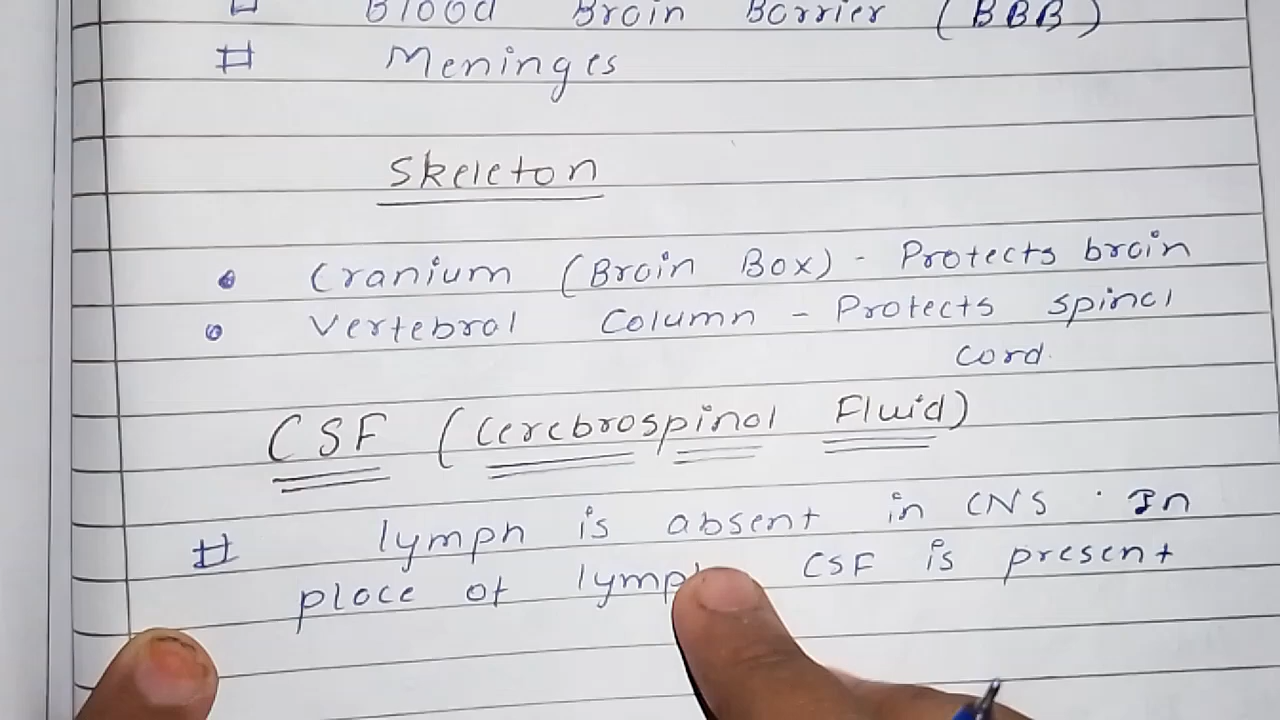 Blood Brain Barrier (BBB)
# Meninges
Skeleton
• Cranium (Brain Box) - Protects brain
• Vertebral Column - Protects spinal
cord.
CSF (Cerebrospinal Fluid)
# lymph is absent in CNS. In
place of lymph CSF is present